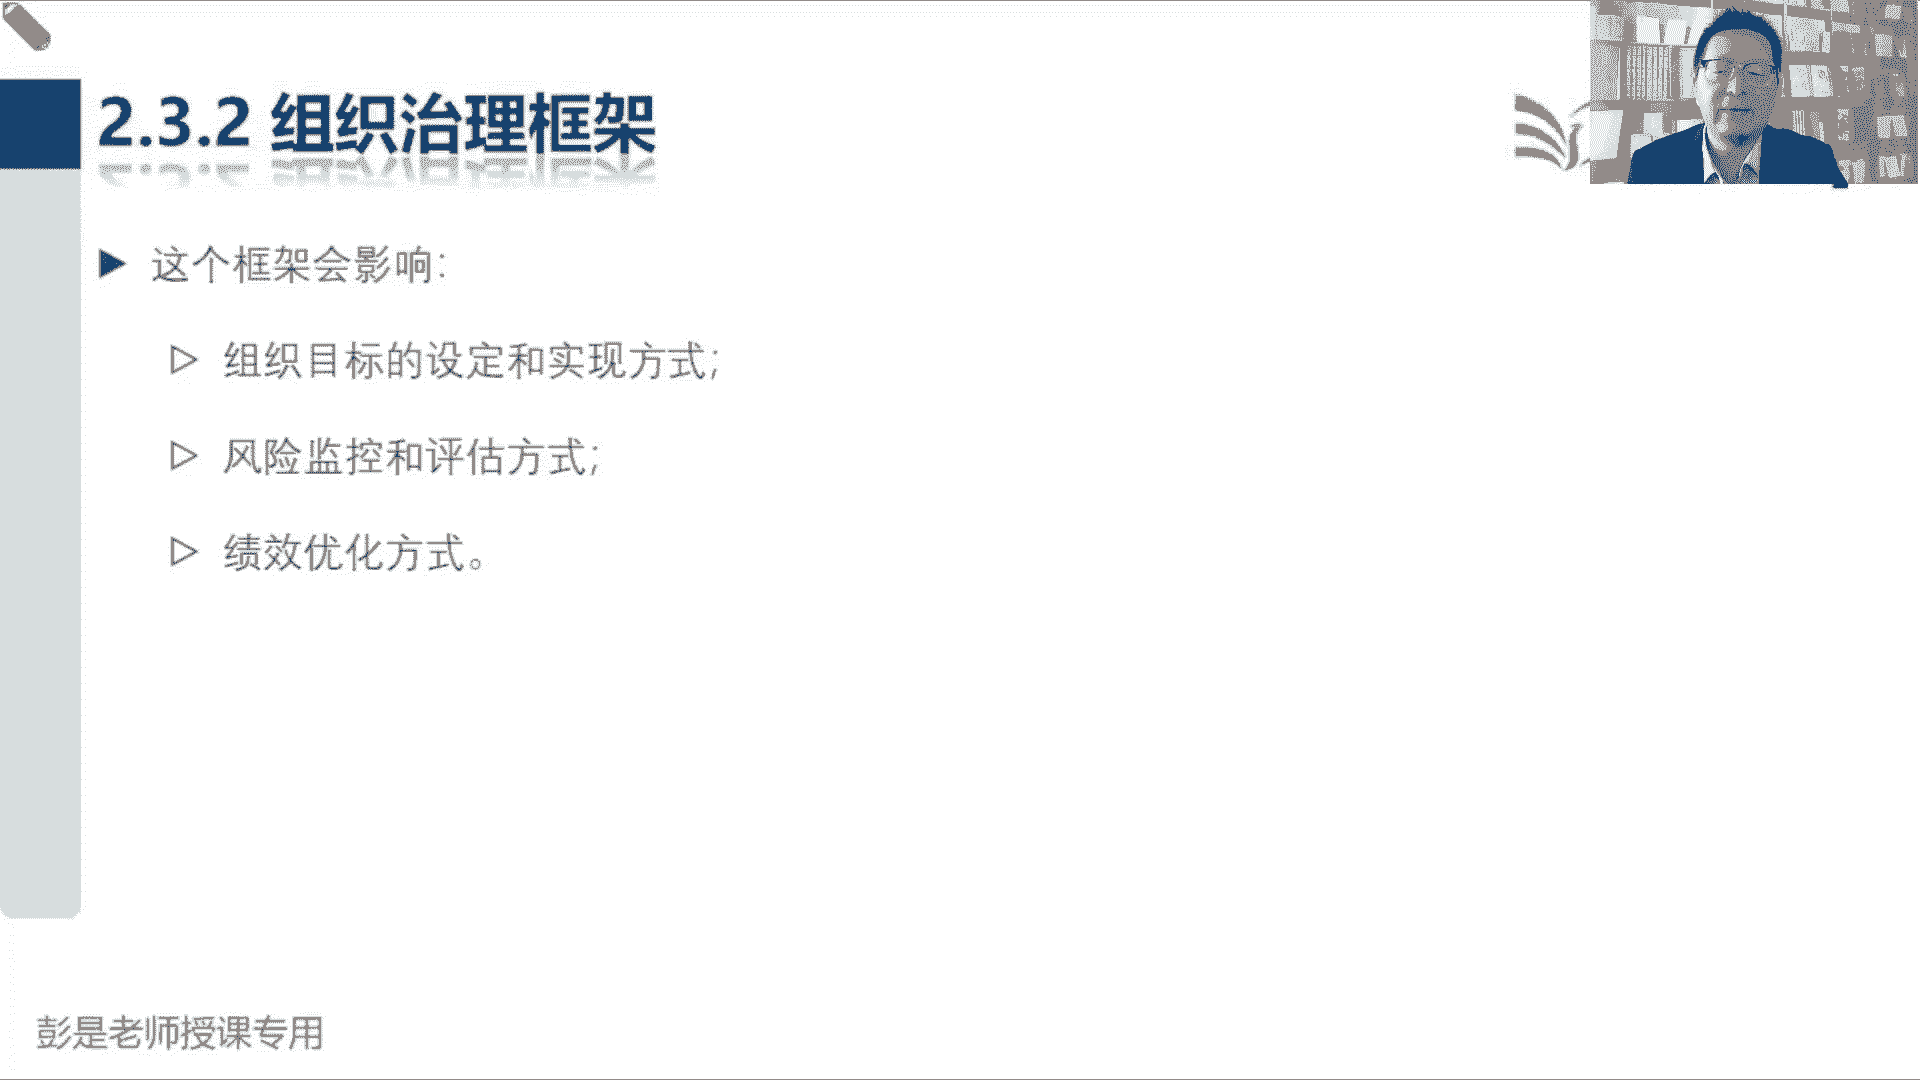 2.3.2 组织治理框架
这个框架会影响：
组织目标的设定和实现方式；
风险监控和评估方式；
绩效优化方式。
彭是老师授课专用